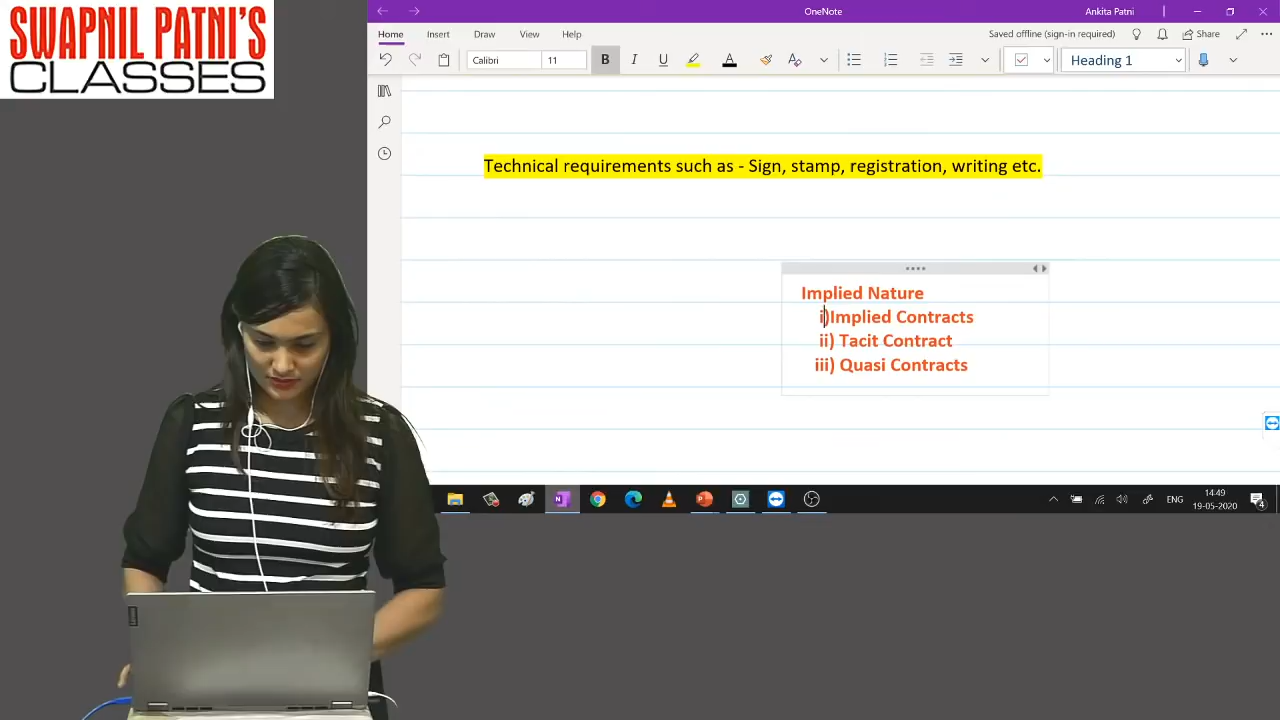 SWAPNIL PATNI'S
CLASSES
OneNote
Ankita Patni
Home
Insert
Draw
View
Help
Saved offline (sign-in required)
Share
Calibri
11
B
I
U
A
Heading 1
Technical requirements such as - Sign, stamp, registration, writing etc.
Implied Nature
i)Implied Contracts
ii) Tacit Contract
iii) Quasi Contracts
ENG
14:49
19-05-2020
4